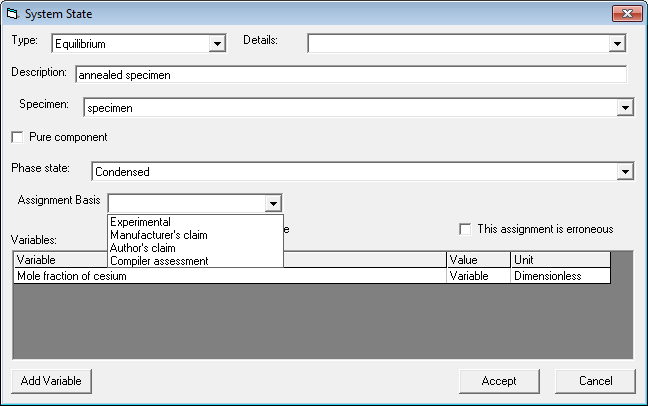 System State
Type: Equilibrium Details:
Description: annealed specimen
Specimen: specimen
Pure component
Phase state: Condensed
Assignment Basis
Experimental
Manufacturer's claim
This assignment is erroneous
Author's claim
Variables:
Compiler assessment
Variable Value Unit
Mole fraction of cesium Variable Dimensionless
Add Variable Accept Cancel